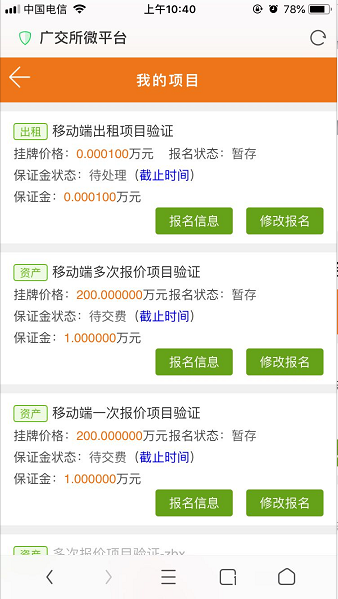 中国电信 上午10:40 78%
广交所微平台
我的项目
出租 移动端出租项目验证
挂牌价格：0.000100万元 报名状态：暂存
保证金状态：待处理（截止时间）
保证金：0.000100万元
报名信息 修改报名
资产 移动端多次报价项目验证
挂牌价格：200.000000万元 报名状态：暂存
保证金状态：待交费（截止时间）
保证金：1.000000万元
报名信息 修改报名
资产 移动端一次报价项目验证
挂牌价格：200.000000万元 报名状态：暂存
保证金状态：待交费（截止时间）
保证金：1.000000万元
报名信息 修改报名
资产 多次报价项目验证-zhx